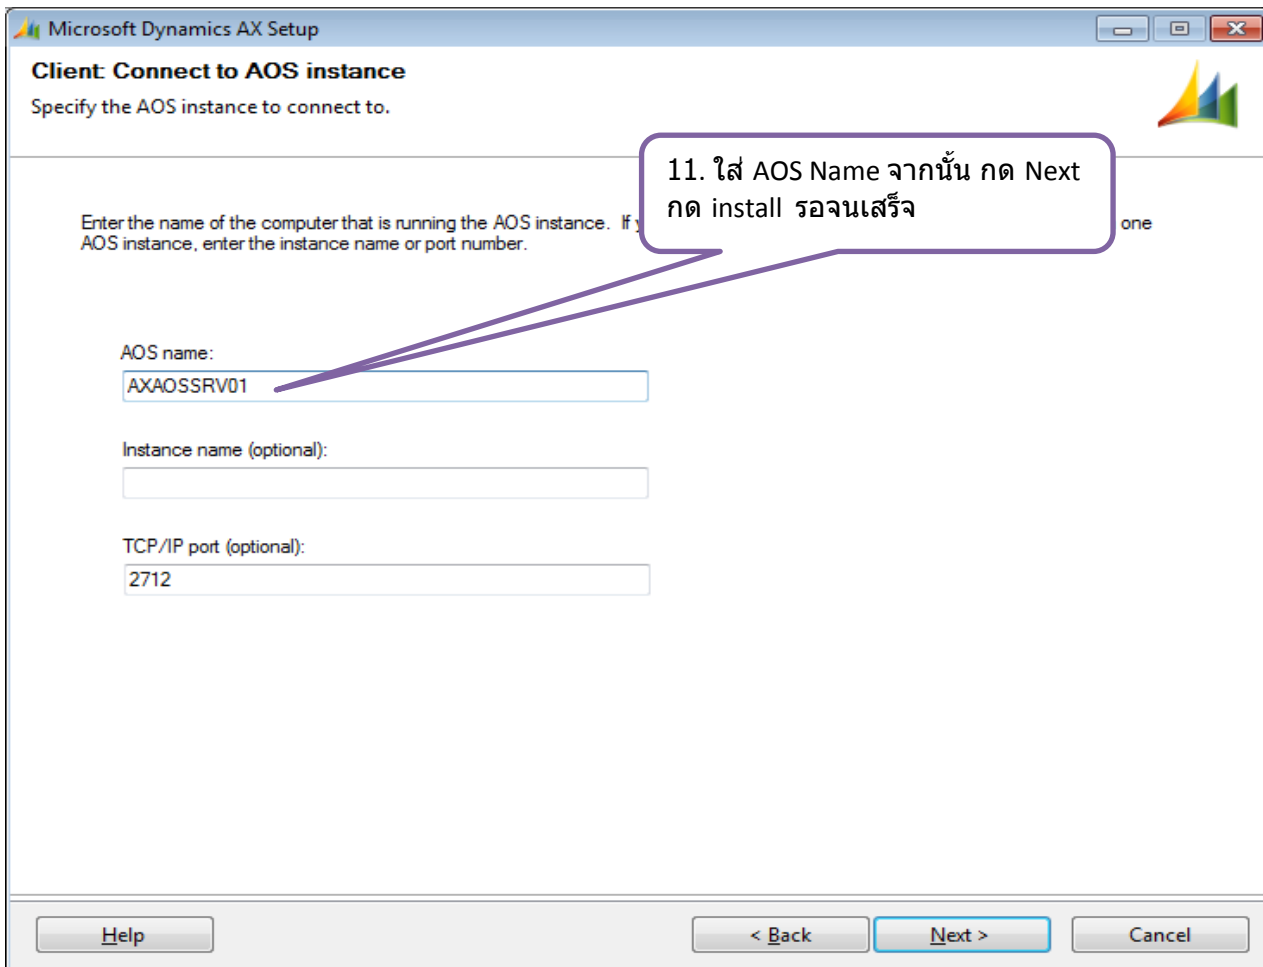 Microsoft Dynamics AX Setup
Client: Connect to AOS instance
Specify the AOS instance to connect to.
11. ใส่ AOS Name จากนั้น กด Next
กด install รอจนเสร็จ
Enter the name of the computer that is running the AOS instance. If one
AOS instance, enter the instance name or port number.
AOS name:
AXAOSSRV01
Instance name (optional):
TCP/IP port (optional):
2712
Help
< Back
Next >
Cancel